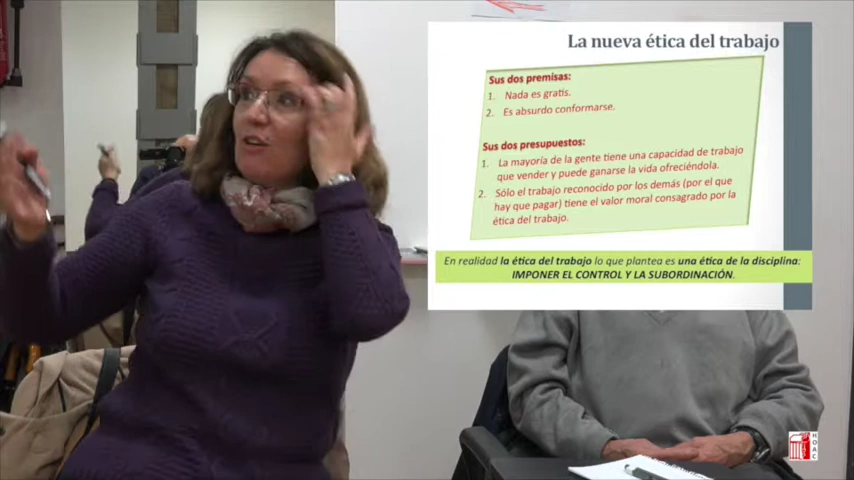 La nueva ética del trabajo
Sus dos premisas:
1. Nada es gratis.
2. Es absurdo conformarse.
Sus dos presupuestos:
1. La mayoría de la gente tiene una capacidad de trabajo
que vender y puede ganarse la vida ofreciéndola.
2. Sólo el trabajo reconocido por los demás (por el que
hay que pagar) tiene el valor moral consagrado por la
ética del trabajo.
En realidad la ética del trabajo lo que plantea es una ética de la disciplina:
IMPONER EL CONTROL Y LA SUBORDINACIÓN.
HOAC